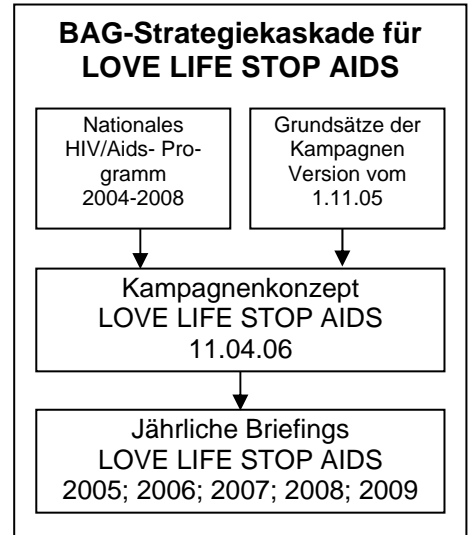 BAG-Strategiekaskade für
LOVE LIFE STOP AIDS
Nationales
HIV/Aids- Pro-
gramm
2004-2008
Grundsätze der
Kampagnen
Version vom
1.11.05
Kampagnenkonzept
LOVE LIFE STOP AIDS
11.04.06
Jährliche Briefings
LOVE LIFE STOP AIDS
2005; 2006; 2007; 2008; 2009